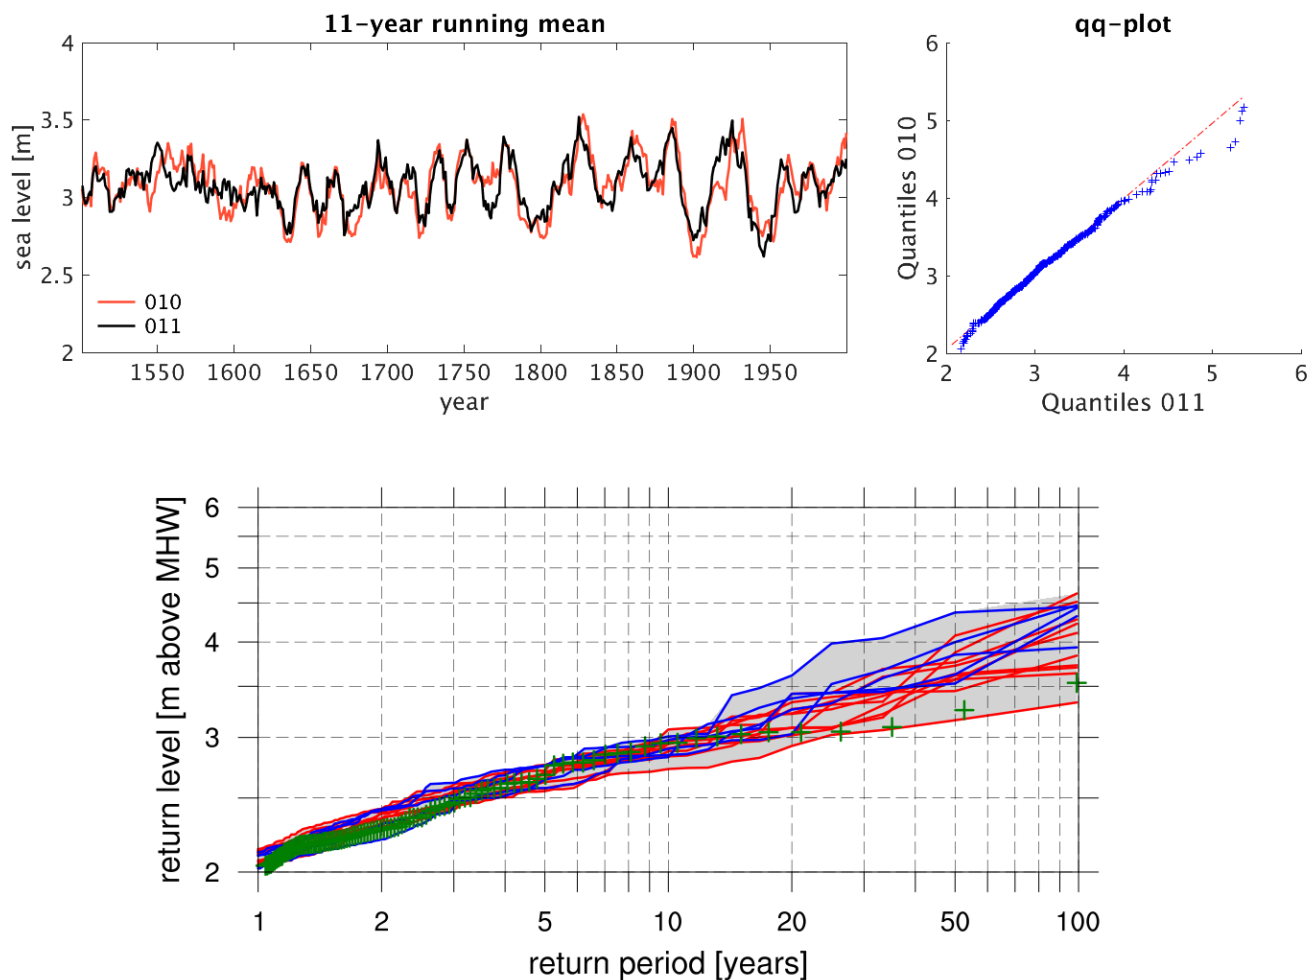 11-year running mean
4
3.5
3
2.5
2
sea level [m]
010
011
1550 1600 1650 1700 1750 1800 1850 1900 1950
year
qq-plot
6
5
4
3
2
Quantiles 010
2 3 4 5 6
Quantiles 011
6
5
4
3
2
return level [m above MHW]
1 2 5 10 20 50 100
return period [years]